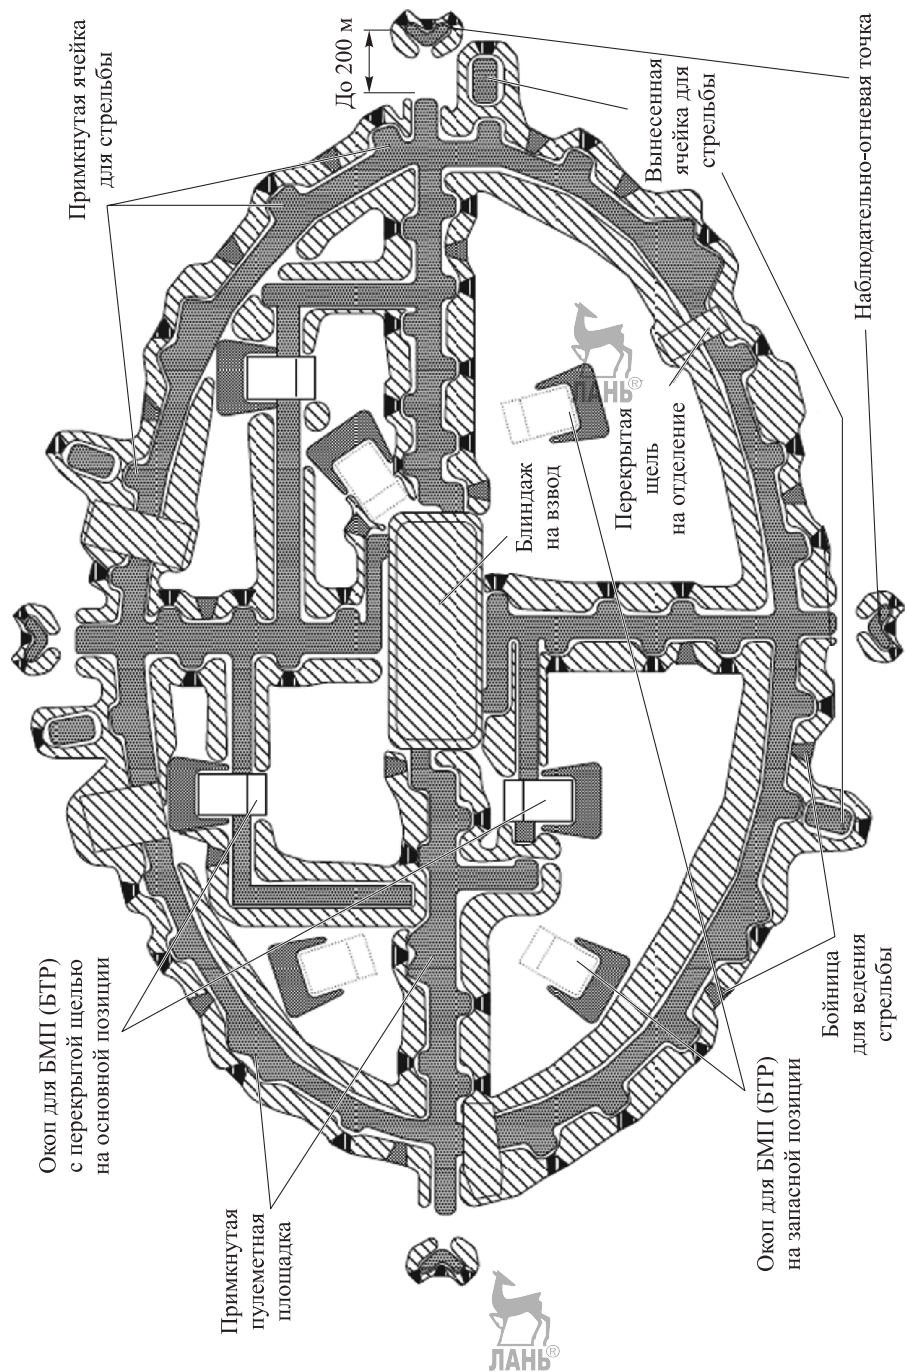 Примкнутая ячейка
для стрельбы
До 200 м
Вынесенная
ячейка для
стрельбы
Наблюдательно-огневая точка
Блиндаж
на взвод
Перекрытая
щель
на отделение
ЛАНЬ®
Окоп для БМП (БТР)
с перекрытой щелью
на основной позиции
Бойница
для ведения
стрельбы
Примкнутая
пулеметная
площадка
Окоп для БМП (БТР)
на запасной позиции
ЛАНЬ®